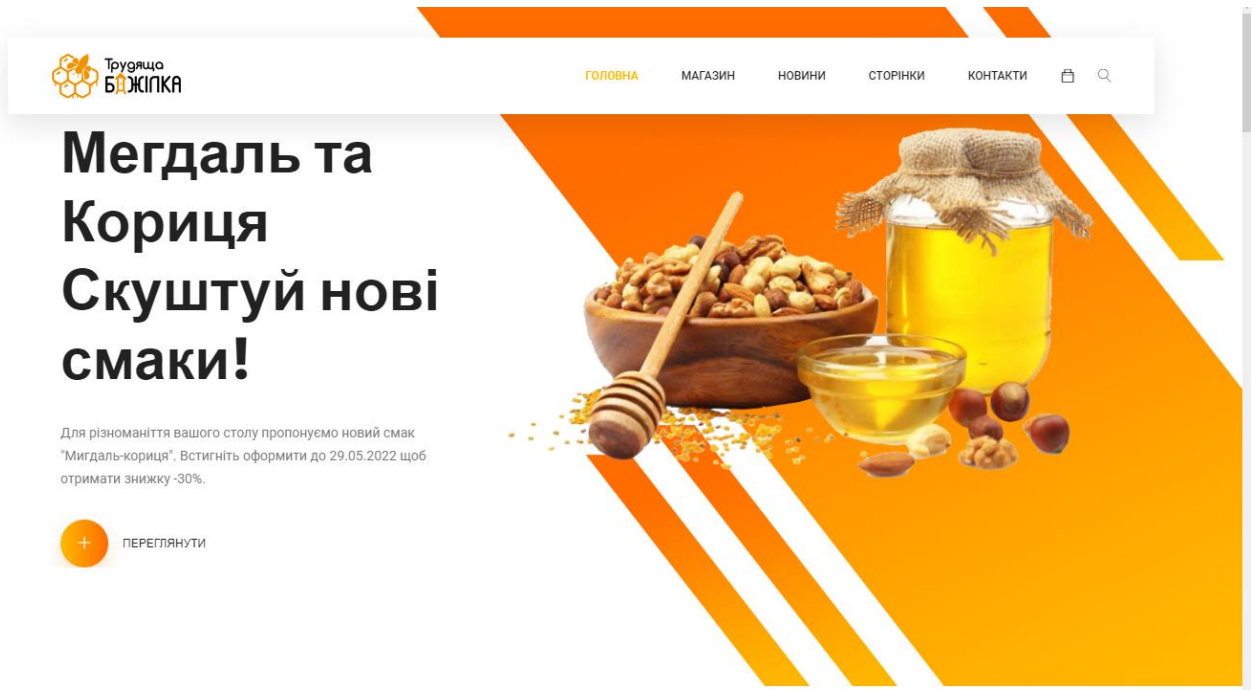 Трудяща
БДЖІЛКА
ГОЛОВНА МАГАЗИН НОВИНИ СТОРІНКИ КОНТАКТИ
Мегдаль та
Кориця
Скуштуй нові
смаки!
Для різноманіття вашого столу пропонуємо новий смак
"Мигдаль-кориця". Встигніть оформити до 29.05.2022 щоб
отримати знижку -30%.
ПЕРЕГЛЯНУТИ